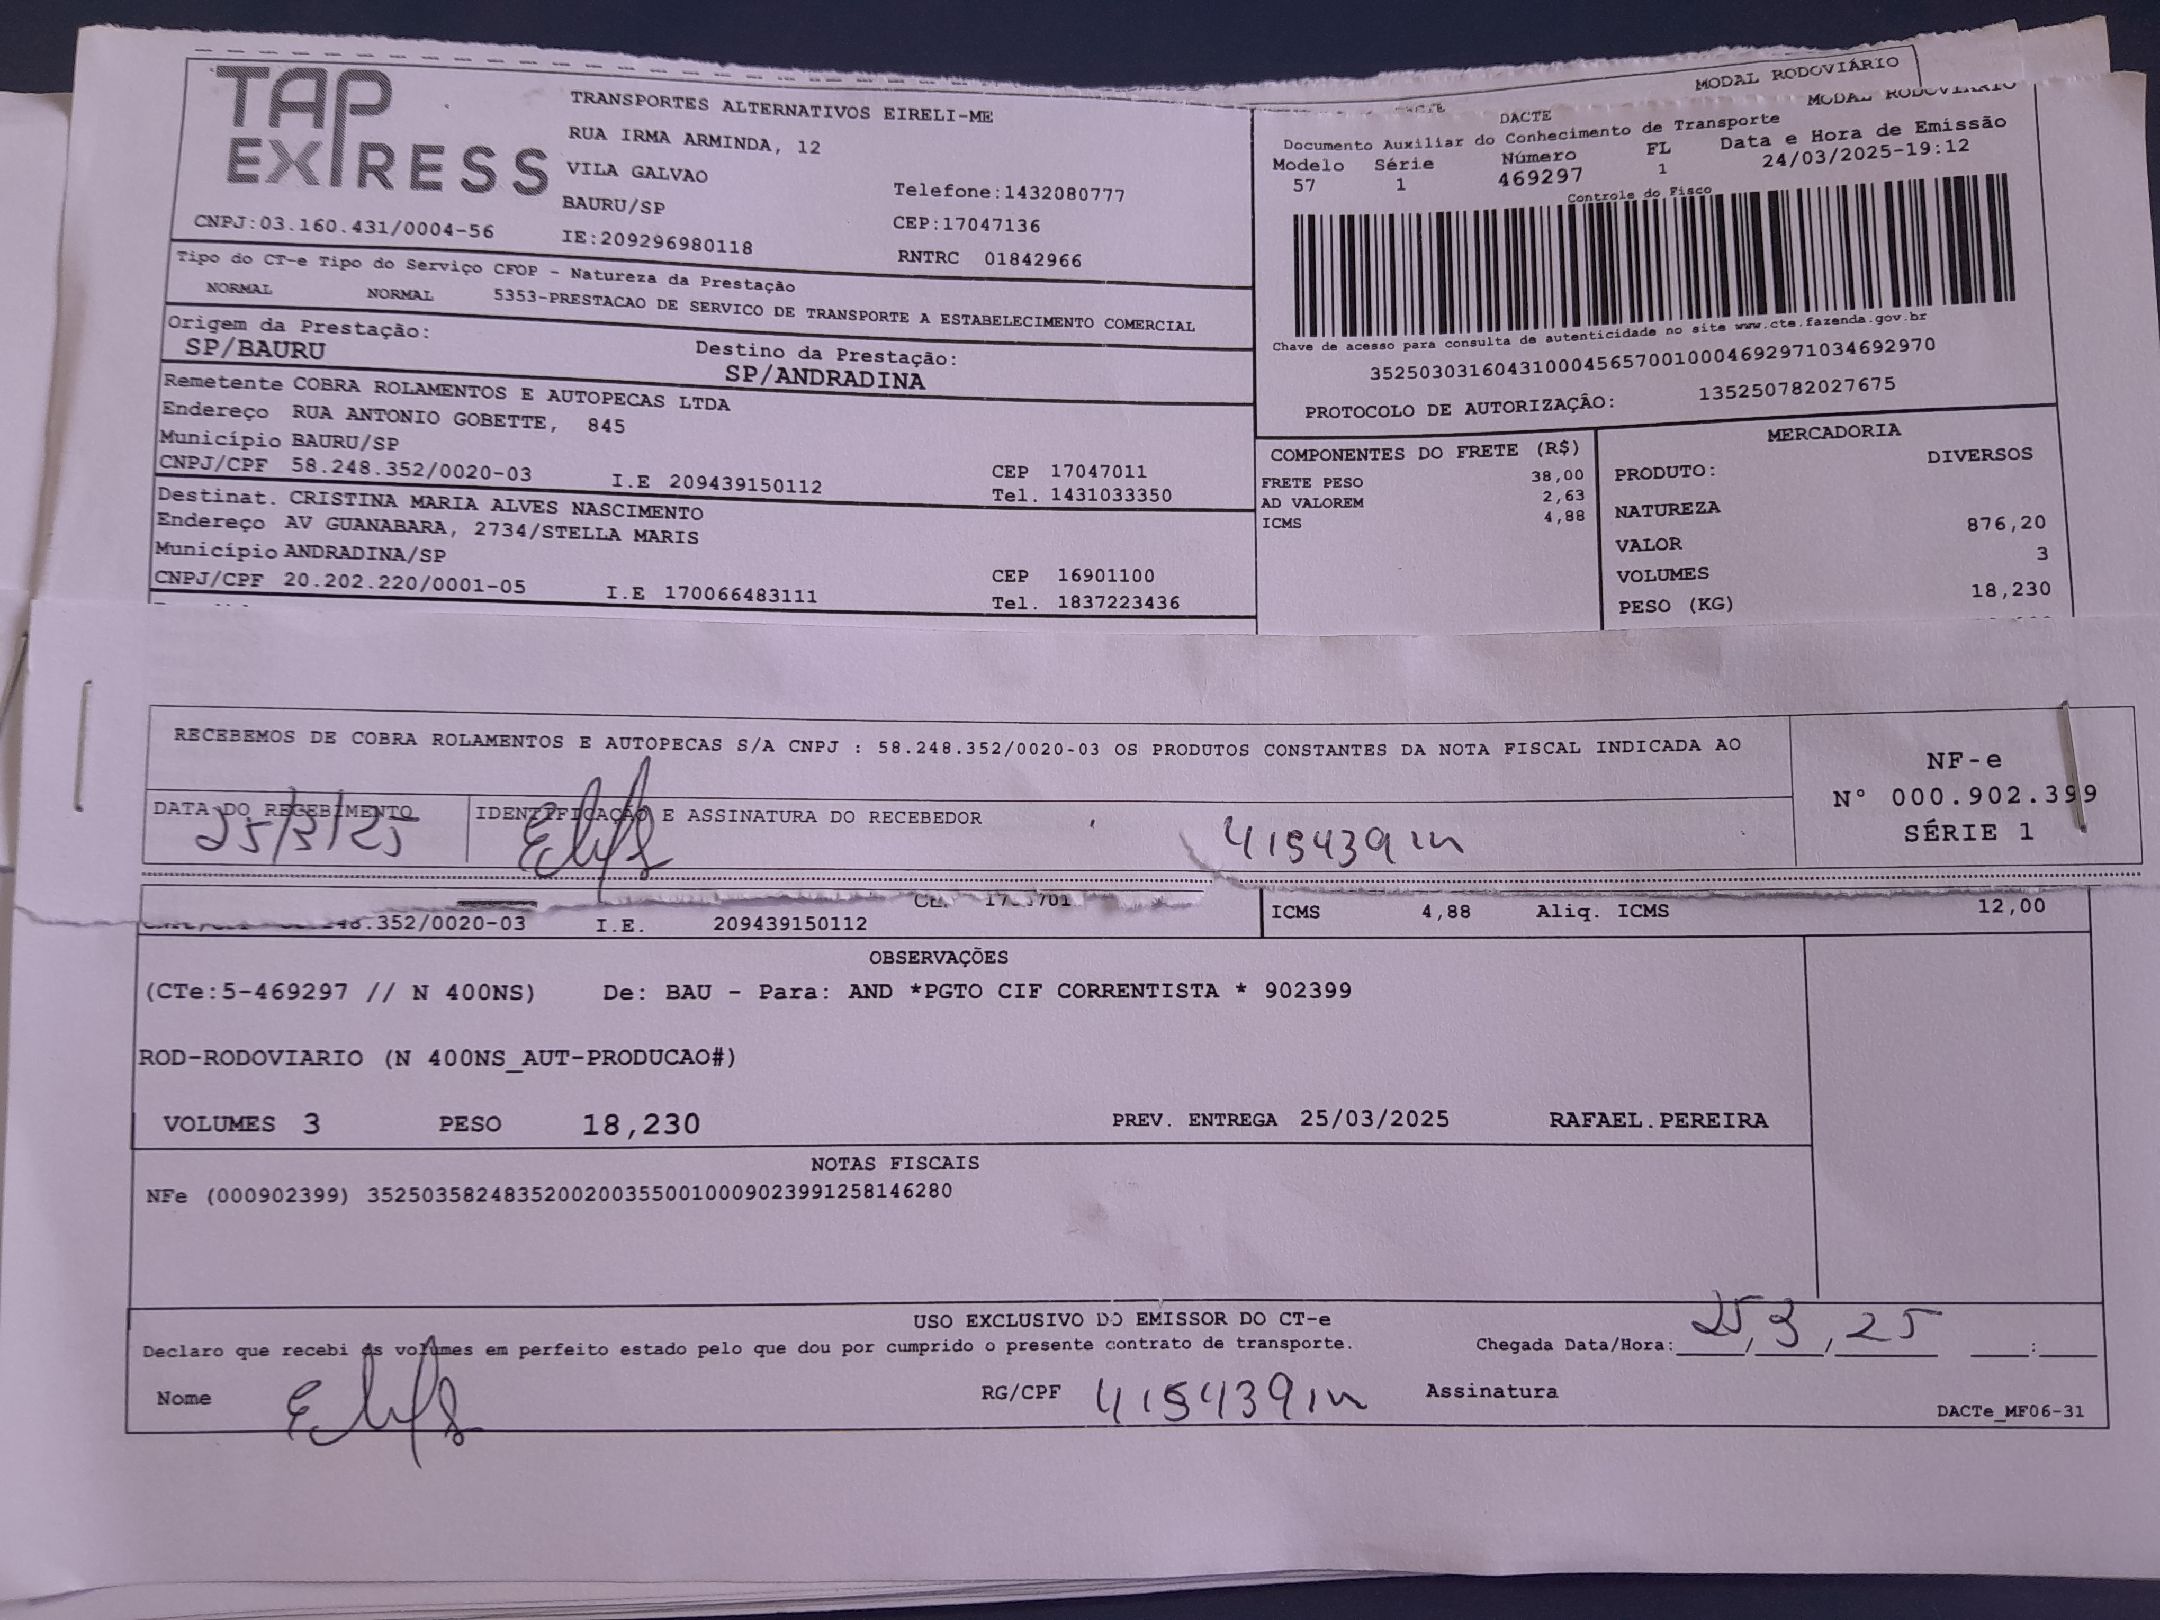 TAP EXPRESS
TRANSPORTES ALTERNATIVOS EIRELI-ME
RUA IRMA ARMINDA, 12
VILA GALVAO
BAURU/SP
Telefone:1432080777
CEP:17047136
CNPJ:03.160.431/0004-56
IE:209296980118
RNTRC 01842966
Tipo do CT-e Tipo do Serviço CFOP - Natureza da Prestação
NORMAL NORMAL 5353-PRESTACAO DE SERVICO DE TRANSPORTE A ESTABELECIMENTO COMERCIAL
Origem da Prestação:
SP/BAURU
Destino da Prestação:
SP/ANDRADINA
Remetente COBRA ROLAMENTOS E AUTOPECAS LTDA
Endereço RUA ANTONIO GOBETTE, 845
Município BAURU/SP
CNPJ/CPF 58.248.352/0020-03 I.E 209439150112
CEP 17047011
Tel. 1431033350
Destinat. CRISTINA MARIA ALVES NASCIMENTO
Endereço AV GUANABARA, 2734/STELLA MARIS
Município ANDRADINA/SP
CNPJ/CPF 20.202.220/0001-05 I.E 170066483111
CEP 16901100
Tel. 1837223436
MODAL RODOVIÁRIO
MODAL RODOVIÁRIO
DACTE
Documento Auxiliar do Conhecimento de Transporte
Modelo Série Número FL Data e Hora de Emissão
57 1 469297 1 24/03/2025-19:12
Controle do Fisco
Chave de acesso para consulta de autenticidade no site www.cte.fazenda.gov.br
35250303160431000456570010004692971034692970
PROTOCOLO DE AUTORIZAÇÃO: 135250782027675
COMPONENTES DO FRETE (R$)
FRETE PESO 38,00
AD VALOREM 2,63
ICMS 4,88
MERCADORIA
PRODUTO: DIVERSOS
NATUREZA
VALOR 876,20
VOLUMES 3
PESO (KG) 18,230
RECEBEMOS DE COBRA ROLAMENTOS E AUTOPECAS S/A CNPJ : 58.248.352/0020-03 OS PRODUTOS CONSTANTES DA NOTA FISCAL INDICADA AO
NF-e
N° 000.902.399
SÉRIE 1
DATA DO RECEBIMENTO
25/3/25
IDENTIFICAÇÃO E ASSINATURA DO RECEBEDOR
.352/0020-03 I.E. 209439150112
ICMS 4,88 Aliq. ICMS 12,00
OBSERVAÇÕES
(CTe:5-469297 // N 400NS) De: BAU - Para: AND *PGTO CIF CORRENTISTA * 902399
ROD-RODOVIARIO (N 400NS_AUT-PRODUCAO#)
VOLUMES 3 PESO 18,230 PREV. ENTREGA 25/03/2025 RAFAEL.PEREIRA
NOTAS FISCAIS
NFe (000902399) 35250358248352002003550010009023991258146280
USO EXCLUSIVO DO EMISSOR DO CT-e
Declaro que recebi os volumes em perfeito estado pelo que dou por cumprido o presente contrato de transporte. Chegada Data/Hora: 25/3/25 :
Nome RG/CPF Assinatura
DACTe_MF06-31